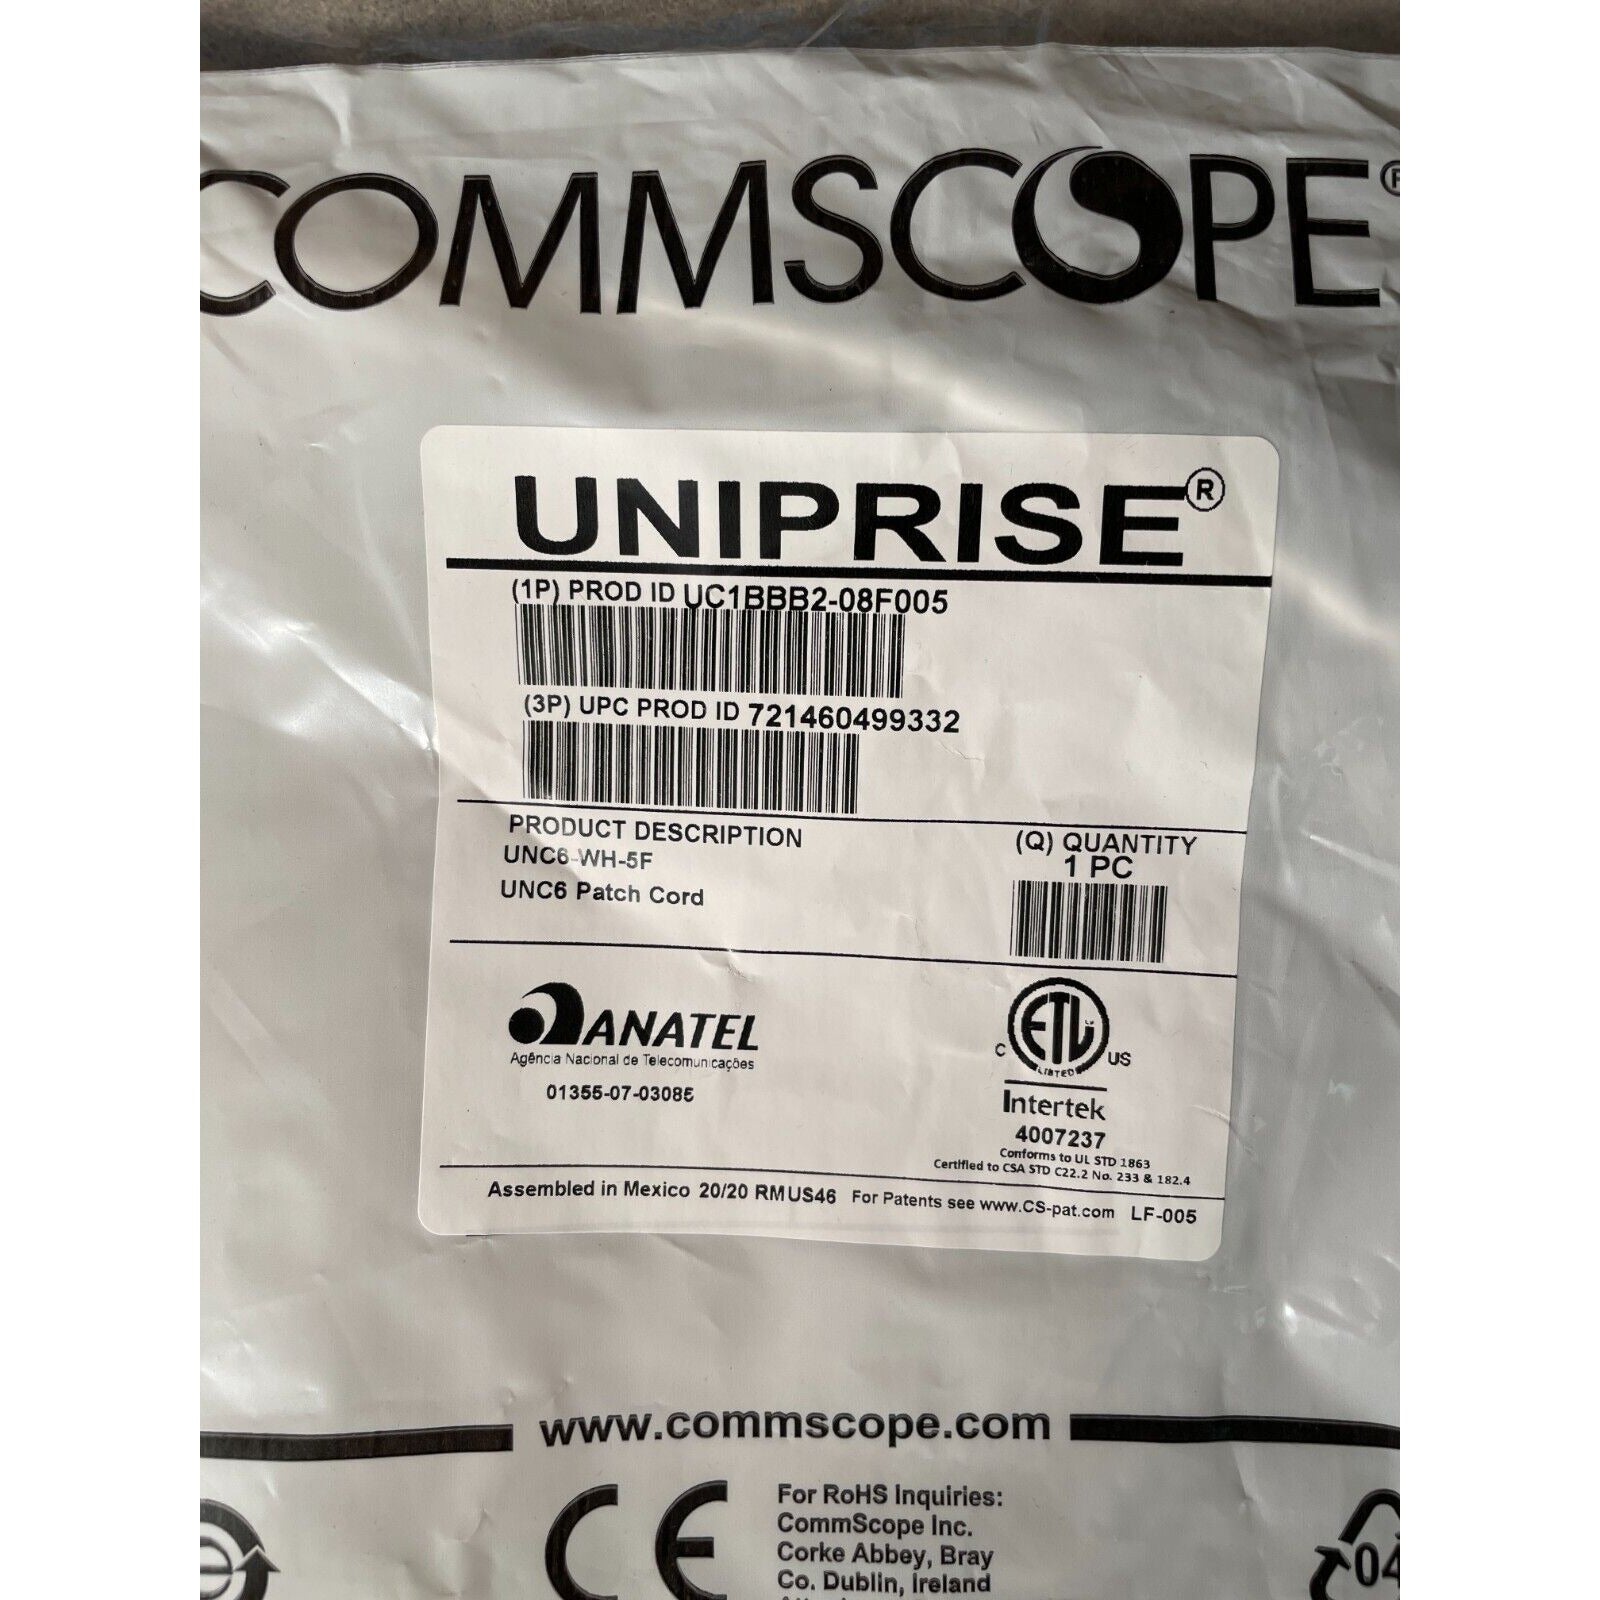 COMMSCOPE®
UNIPRISE®
(1P) PROD ID UC1BBB2-08F005
(3P) UPC PROD ID 721460499332
PRODUCT DESCRIPTION
UNC6-WH-5F
UNC6 Patch Cord
(Q) QUANTITY
1 PC
ANATEL
Agência Nacional de Telecomunicações
01355-07-03085
ETL
C US
LISTED
Intertek
4007237
Conforms to UL STD 1863
Certified to CSA STD C22.2 No. 233 & 182.4
Assembled in Mexico 20/20 RMUS46 For Patents see www.CS-pat.com LF-005
www.commscope.com
CE
For RoHS Inquiries:
CommScope Inc.
Corke Abbey, Bray
Co. Dublin, Ireland
04